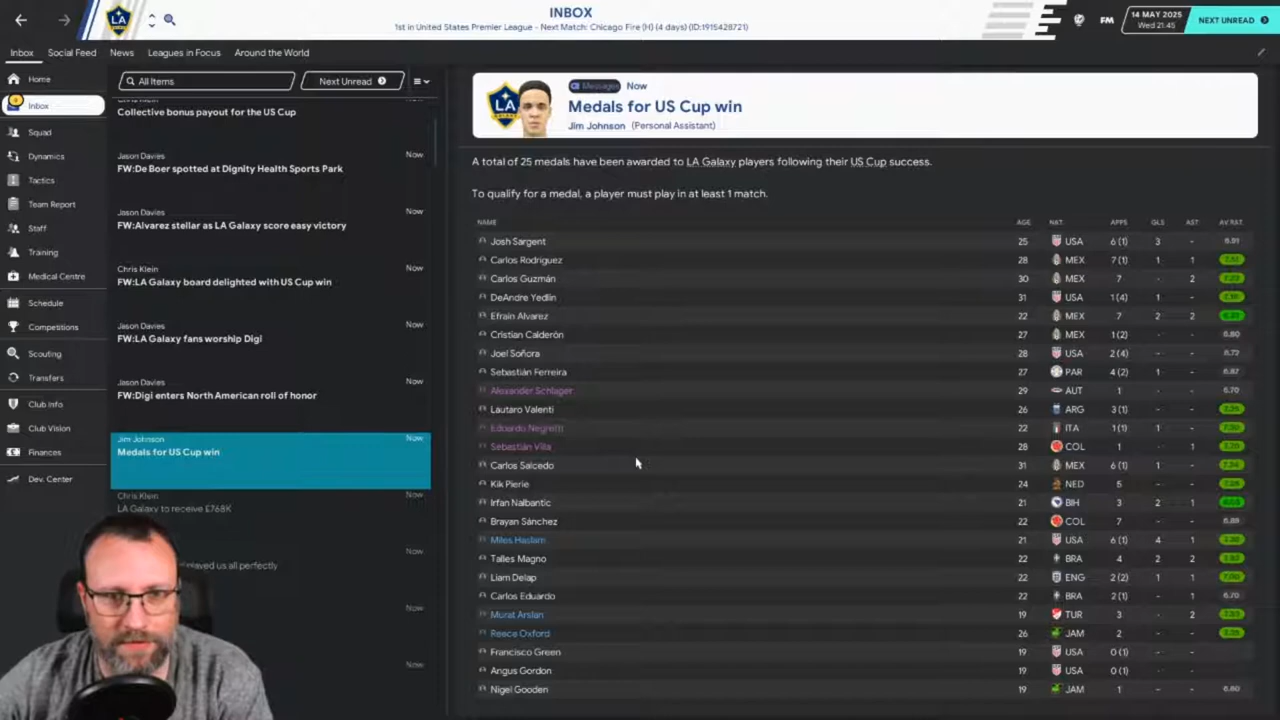 INBOX
1st in United States Premier League - Next Match: Chicago Fire (H) (4 days) (ID:1915428721)
FM
14 MAY 2025
Wed 21:45
NEXT UNREAD
Inbox Social Feed News Leagues in Focus Around the World
Home
Inbox
Squad
Dynamics
Tactics
Team Report
Staff
Training
Medical Centre
Schedule
Competitions
Scouting
Transfers
Club Info
Club Vision
Finances
Dev. Center
All Items
Next Unread
Collective bonus payout for the US Cup
Jason Davies Now
FW:De Boer spotted at Dignity Health Sports Park
Jason Davies Now
FW:Alvarez stellar as LA Galaxy score easy victory
Chris Klein Now
FW:LA Galaxy board delighted with US Cup win
Jason Davies Now
FW:LA Galaxy fans worship Digi
Jason Davies Now
FW:Digi enters North American roll of honor
Jim Johnson Now
Medals for US Cup win
Chris Klein Now
LA Galaxy to receive £768K
Now
played us all perfectly
Now
Now
LA
Messages Now
Medals for US Cup win
Jim Johnson (Personal Assistant)
A total of 25 medals have been awarded to LA Galaxy players following their US Cup success.
To qualify for a medal, a player must play in at least 1 match.
NAME AGE NAT APPS GLS AST AV RAT
Josh Sargent 25 USA 6 (1) 3 - 6.91
Carlos Rodriguez 28 MEX 7 (1) 1 1
Carlos Guzmán 30 MEX 7 - 2
DeAndre Yedlin 31 USA 1 (4) 1 -
Efraín Alvarez 22 MEX 7 2 2
Cristian Calderón 27 MEX 1 (2) - - 6.80
Joel Soñora 28 USA 2 (4) - - 6.72
Sebastián Ferreira 27 PAR 4 (2) 1 - 6.87
Alexander Schlager 29 AUT 1 - - 6.70
Lautaro Valenti 26 ARG 3 (1) - -
Edoardo Negretti 22 ITA 1 (1) 1 -
Sebastián Villa 28 COL 1 - 1
Carlos Salcedo 31 MEX 6 (1) 1 -
Kik Pierie 24 NED 5 - -
Irfan Nalbantic 21 BIH 3 2 1
Brayan Sánchez 22 COL 7 - - 6.89
Miles Haslam 21 USA 6 (1) 4 1
Talles Magno 22 BRA 4 2 2
Liam Delap 22 ENG 2 (2) 1 1
Carlos Eduardo 22 BRA 2 (1) - 1 6.70
Murat Arslan 19 TUR 3 - 2
Reece Oxford 26 JAM 2 - -
Francisco Green 19 USA 0 (1) - -
Angus Gordon 19 USA 0 (1) - -
Nigel Gooden 19 JAM 1 - - 6.80